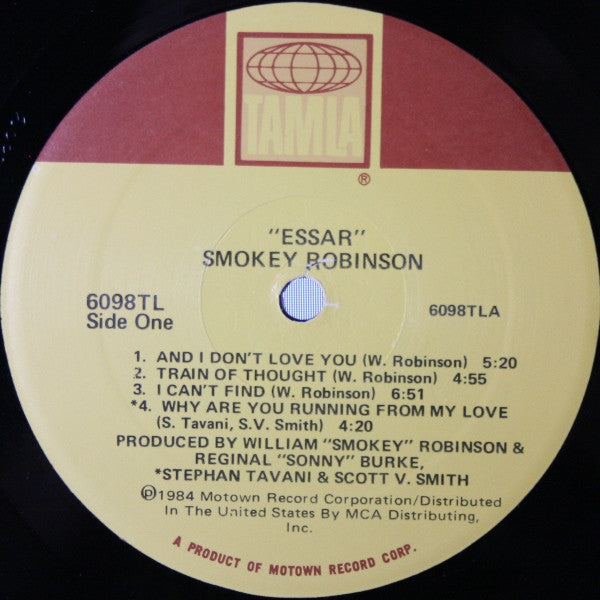 TAMLA
®
"ESSAR"
SMOKEY ROBINSON
6098TL
Side One
6098TLA
1. AND I DON'T LOVE YOU (W. Robinson) 5:20
2. TRAIN OF THOUGHT (W. Robinson) 4:55
3. I CAN'T FIND (W. Robinson) 6:51
*4. WHY ARE YOU RUNNING FROM MY LOVE
(S. Tavani, S.V. Smith) 4:20
PRODUCED BY WILLIAM "SMOKEY" ROBINSON &
REGINAL "SONNY" BURKE,
*STEPHAN TAVANI & SCOTT V. SMITH
℗1984 Motown Record Corporation/Distributed
In The United States By MCA Distributing,
Inc.
A PRODUCT OF MOTOWN RECORD CORP.